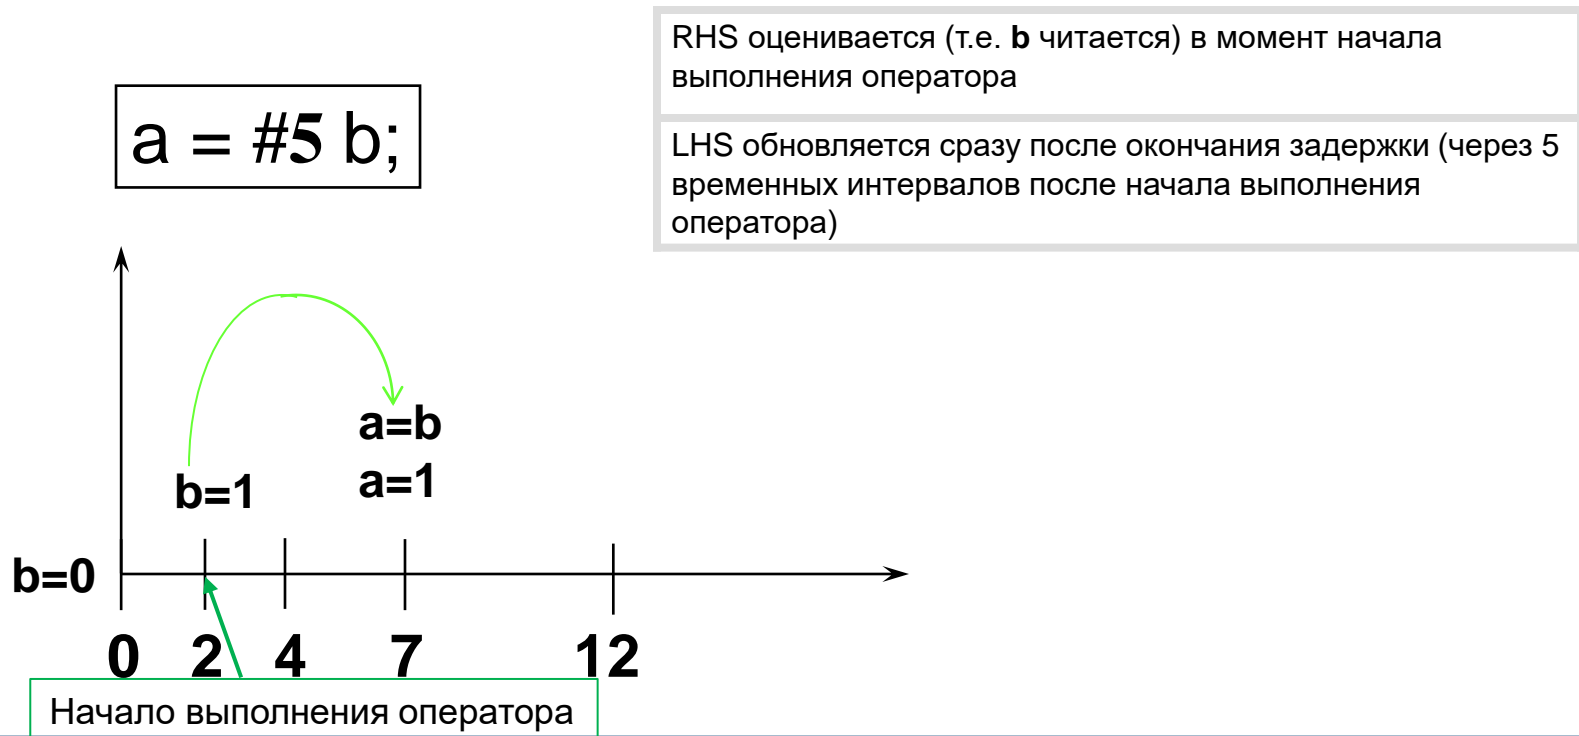 RHS оценивается (т.е. b читается) в момент начала
выполнения оператора
a = #5 b;
LHS обновляется сразу после окончания задержки (через 5
временных интервалов после начала выполнения
оператора)
a=b
b=1 a=1
b=0
0 2 4 7 12
Начало выполнения оператора